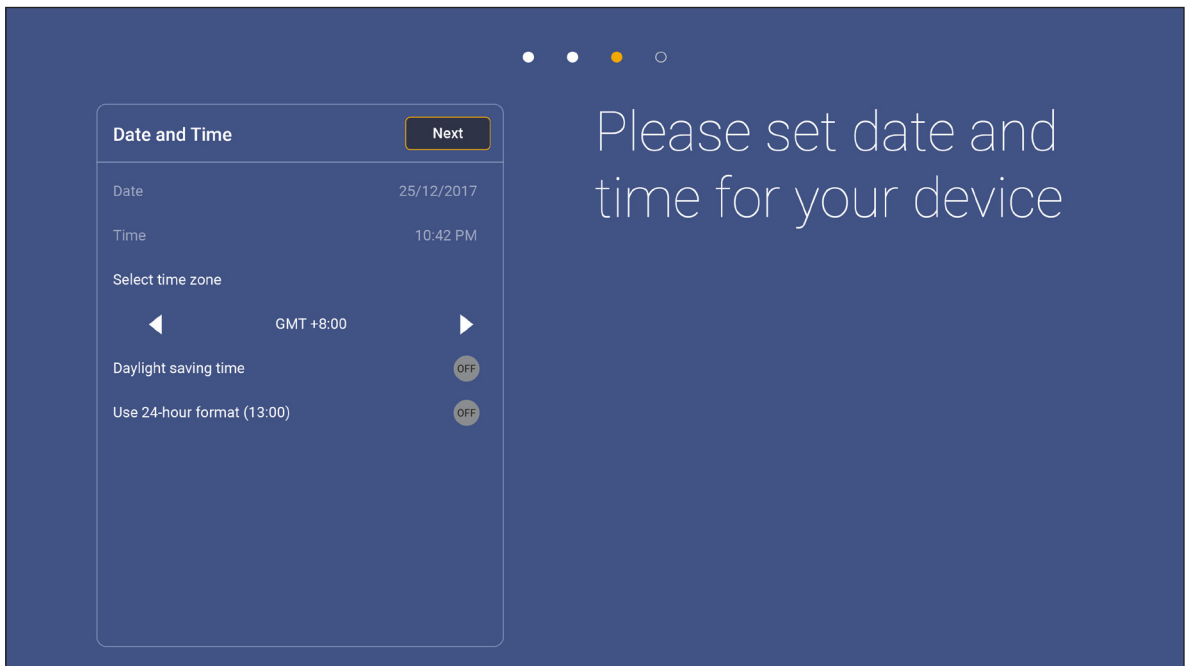 Date and Time
Next
Date 25/12/2017
Time 10:42 PM
Select time zone
GMT +8:00
Daylight saving time OFF
Use 24-hour format (13:00) OFF
Please set date and
time for your device